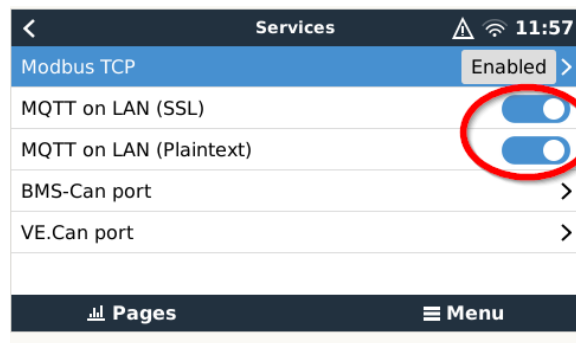 Services 11:57
Modbus TCP Enabled
MQTT on LAN (SSL)
MQTT on LAN (Plaintext)
BMS-Can port
VE.Can port
Pages Menu